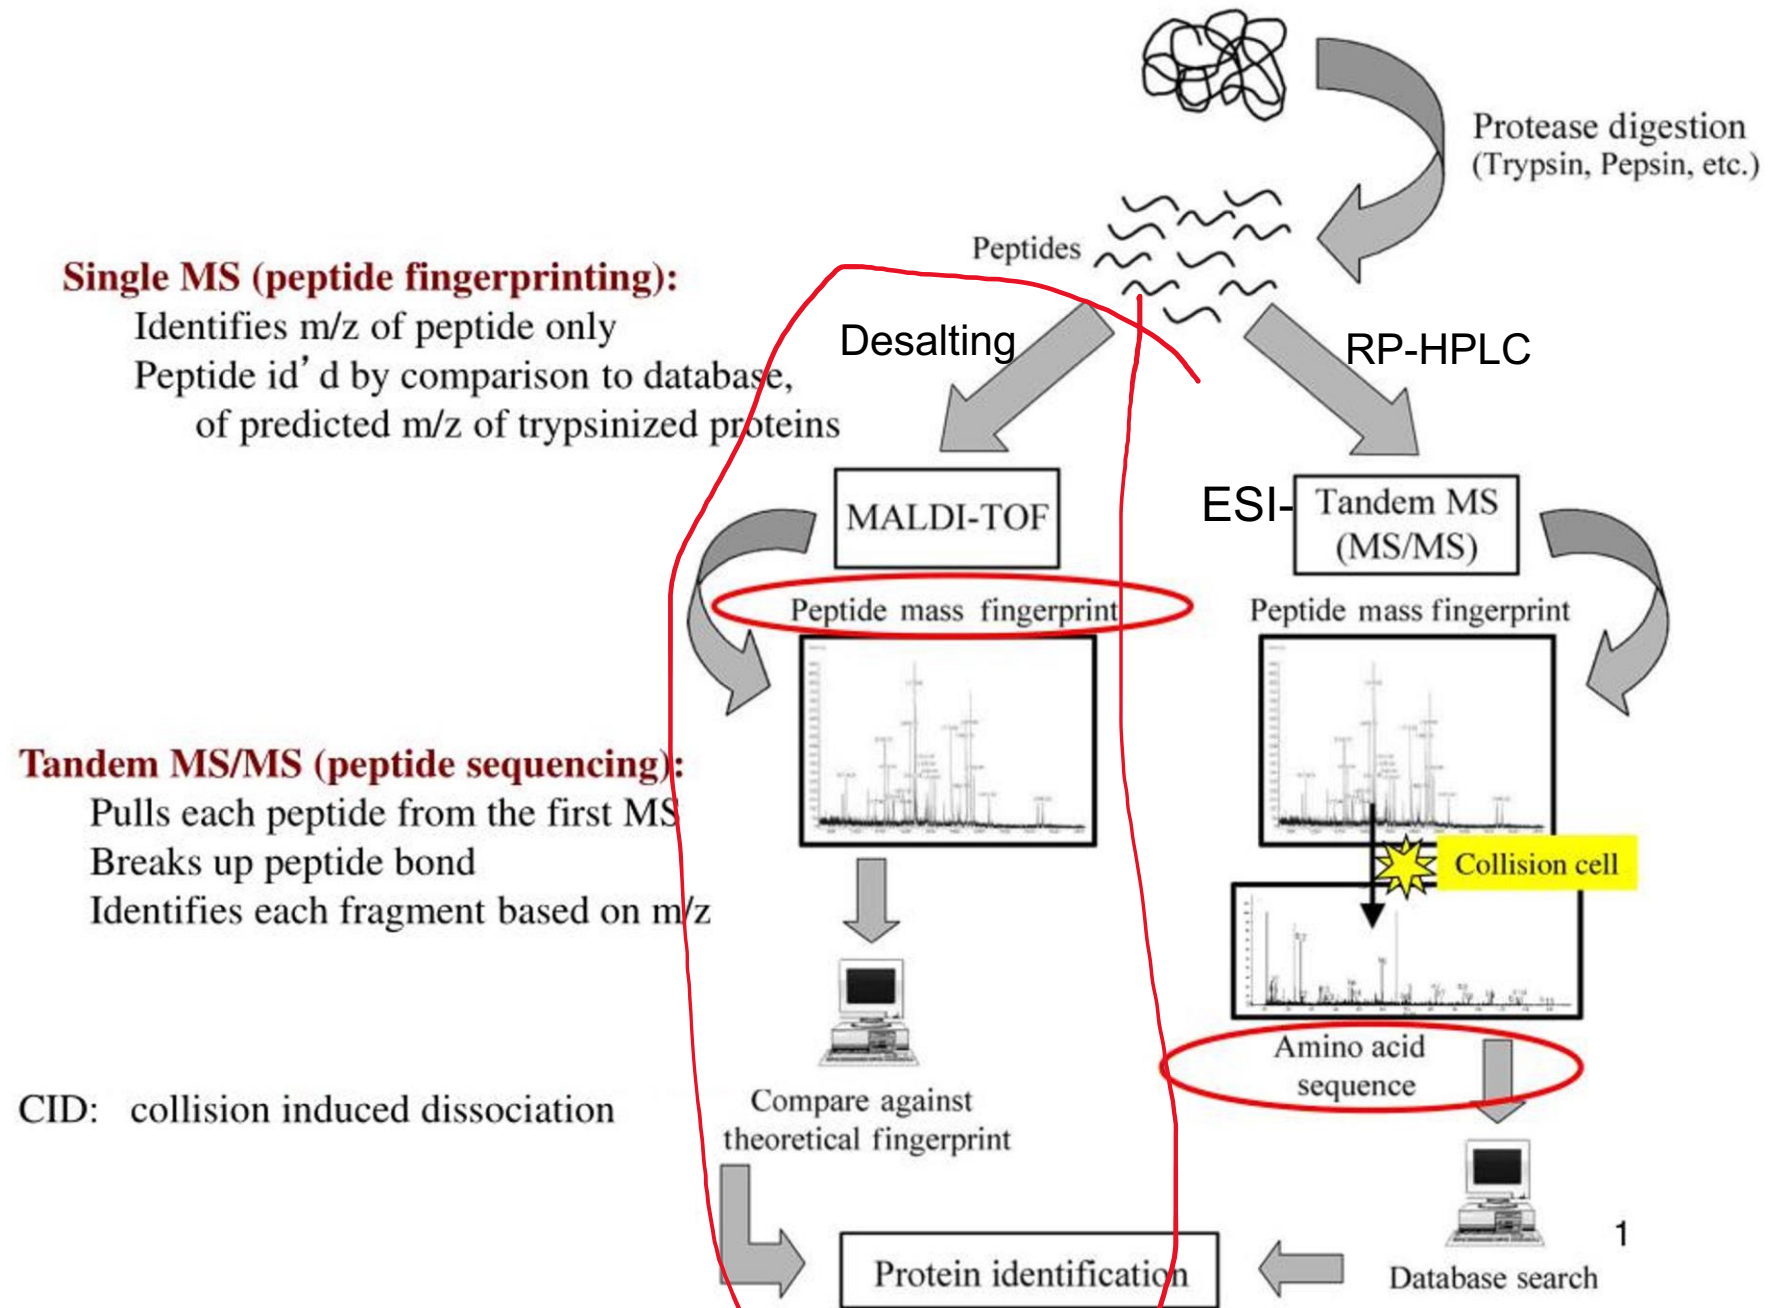 Protease digestion
(Trypsin, Pepsin, etc.)
Peptides
Single MS (peptide fingerprinting):
Identifies m/z of peptide only
Peptide id'd by comparison to database,
of predicted m/z of trypsinized proteins
Desalting
RP-HPLC
MALDI-TOF
ESI-
Tandem MS
(MS/MS)
Peptide mass fingerprint
Peptide mass fingerprint
Tandem MS/MS (peptide sequencing):
Pulls each peptide from the first MS
Breaks up peptide bond
Identifies each fragment based on m/z
Collision cell
Amino acid
sequence
CID: collision induced dissociation
Compare against
theoretical fingerprint
Protein identification
Database search
1